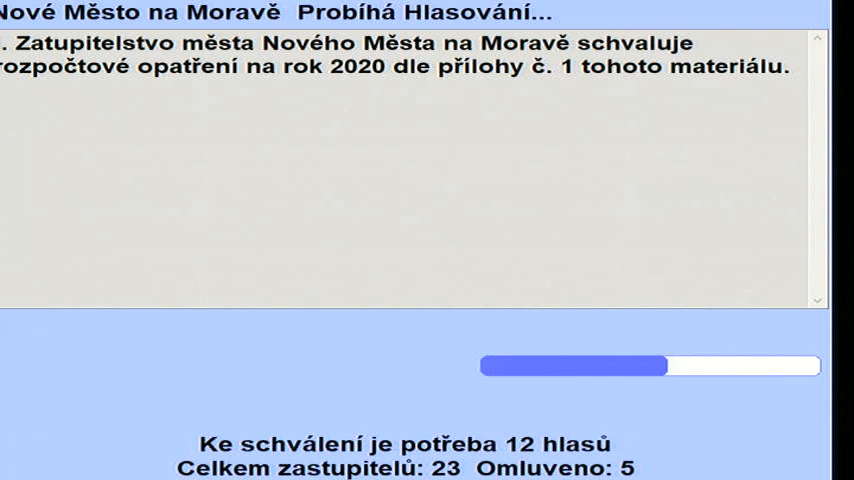 Nové Město na Moravě Probíhá Hlasování...
. Zatupitelstvo města Nového Města na Moravě schvaluje
rozpočtové opatření na rok 2020 dle přílohy č. 1 tohoto materiálu.
Ke schválení je potřeba 12 hlasů
Celkem zastupitelů: 23 Omluveno: 5